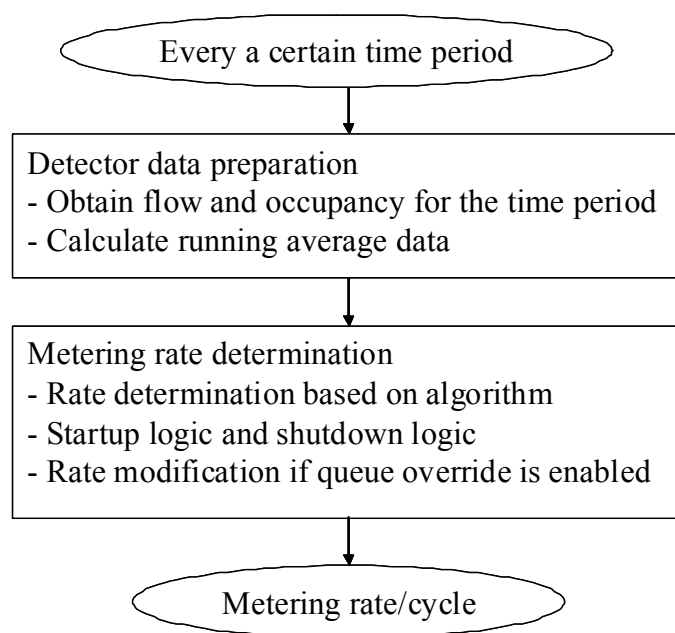 Every a certain time period
Detector data preparation
- Obtain flow and occupancy for the time period
- Calculate running average data
Metering rate determination
- Rate determination based on algorithm
- Startup logic and shutdown logic
- Rate modification if queue override is enabled
Metering rate/cycle